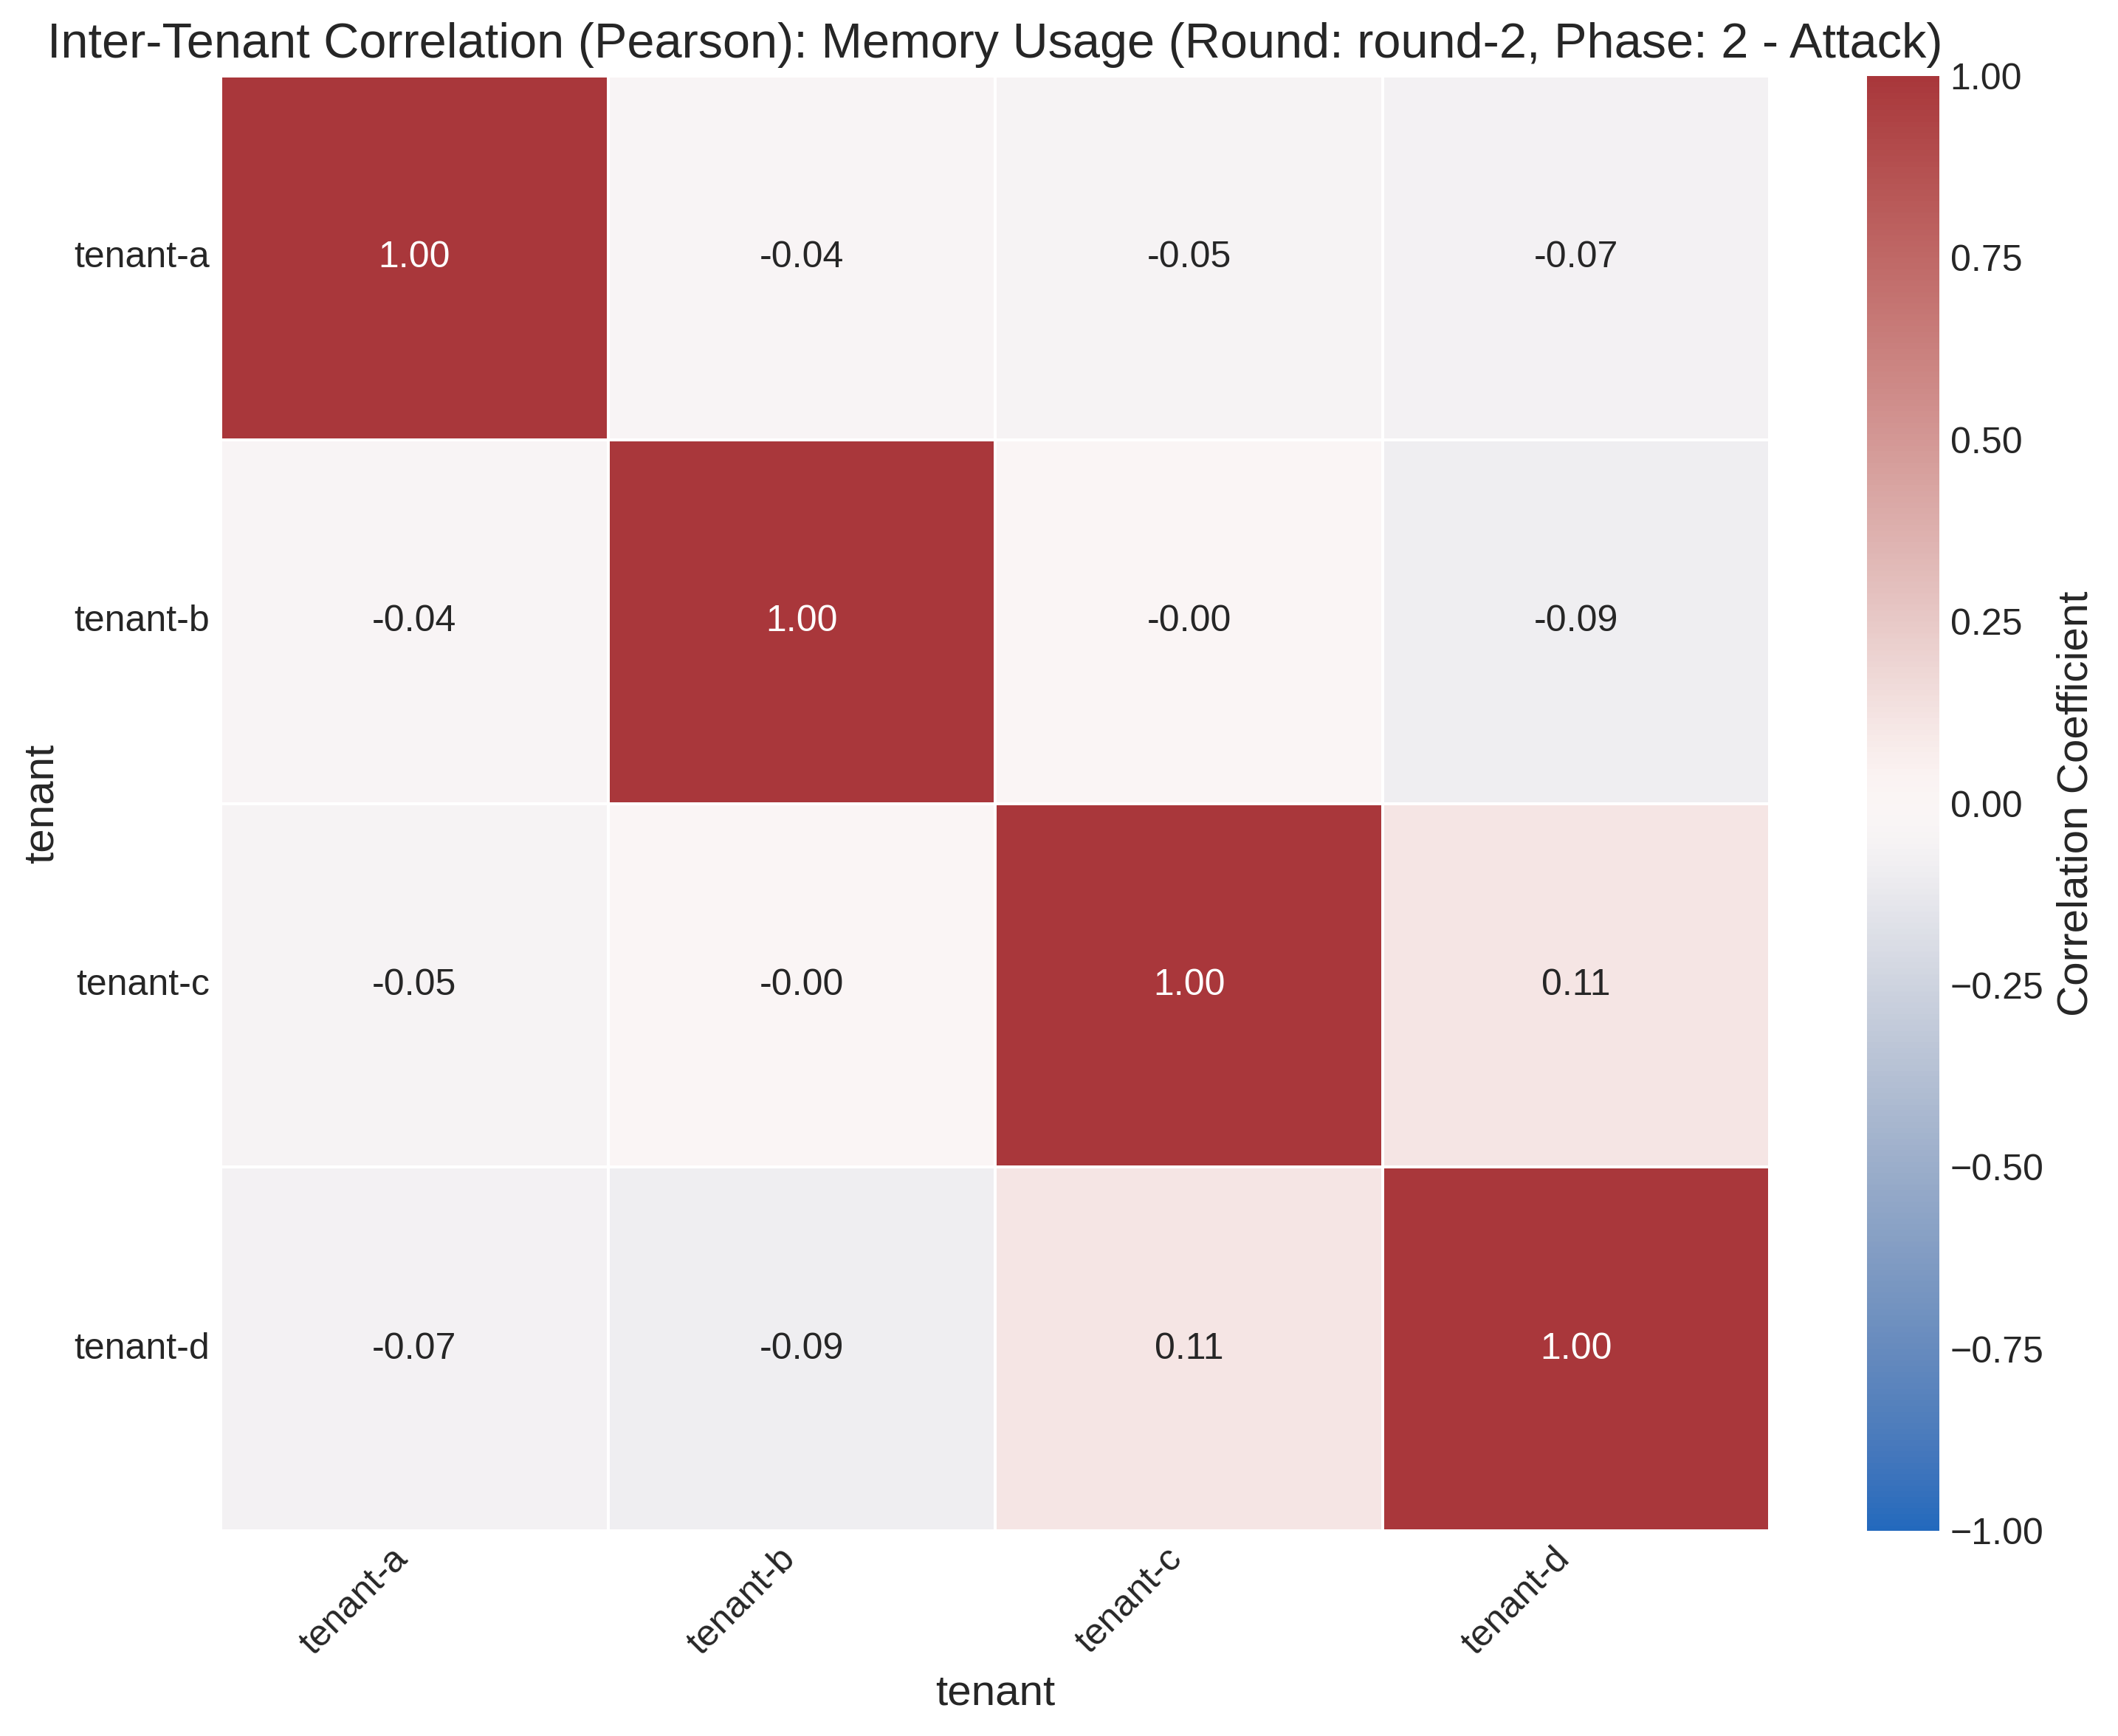 Inter-Tenant Correlation (Pearson): Memory Usage (Round: round-2, Phase: 2 - Attack)
tenant
tenant-a
1.00
-0.04
-0.05
-0.07
tenant-b
-0.04
1.00
-0.00
-0.09
tenant-c
-0.05
-0.00
1.00
0.11
tenant-d
-0.07
-0.09
0.11
1.00
tenant-a
tenant-b
tenant-c
tenant-d
tenant
1.00
0.75
0.50
0.25
0.00
−0.25
−0.50
−0.75
−1.00
Correlation Coefficient